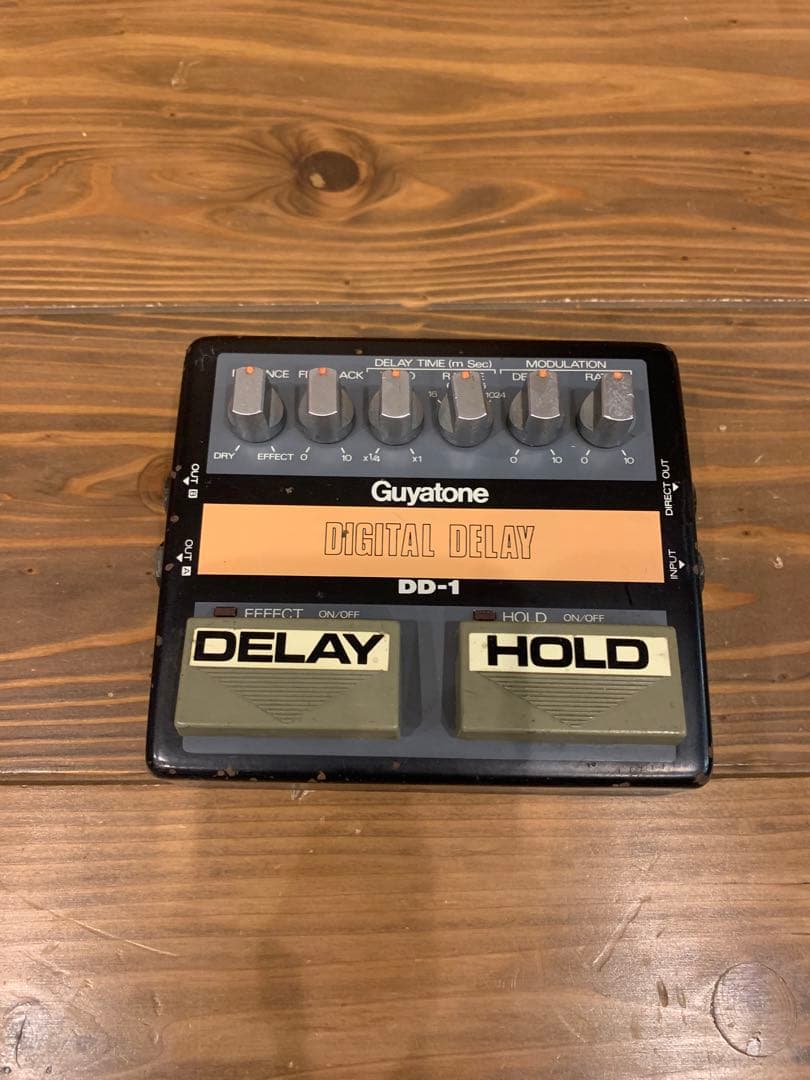 DELAY TIME (m Sec) MODULATION
16 1024
DRY EFFECT 0 10 x1/4 x1 0 10 0 10
OUT B
DIRECT OUT
Guyatone
DIGITAL DELAY
OUT A
INPUT
DD-1
EFFECT ON/OFF HOLD ON/OFF
DELAY HOLD